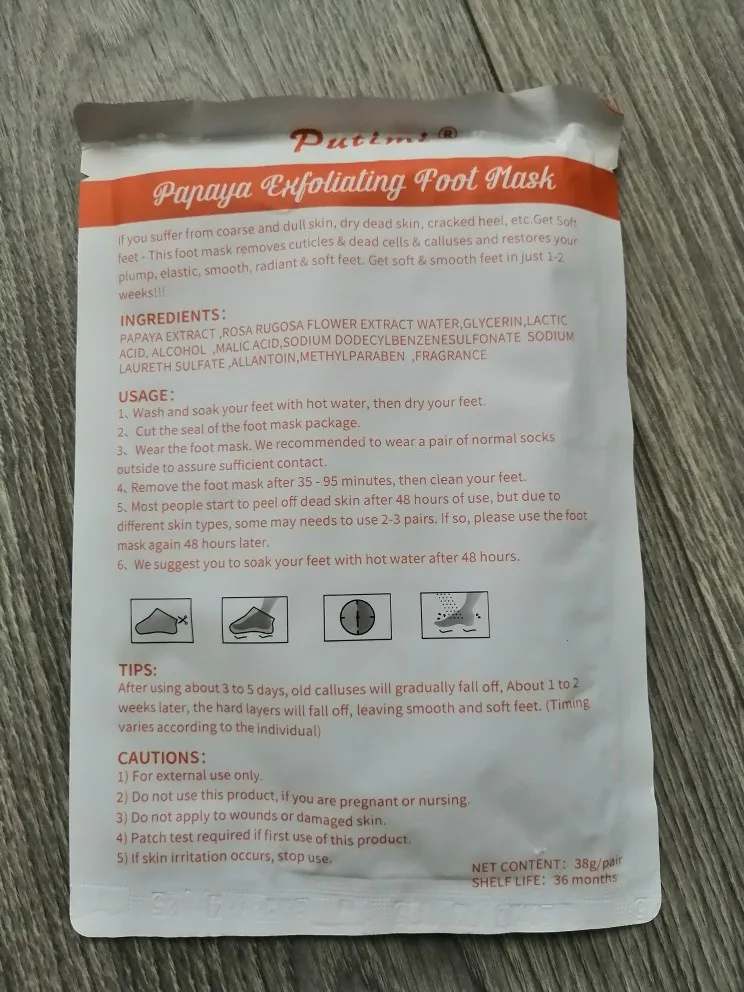 Putimi ®
Papaya Exfoliating Foot Mask
If you suffer from coarse and dull skin, dry dead skin, cracked heel, etc.Get Soft
feet - This foot mask removes cuticles & dead cells & calluses and restores your
plump, elastic, smooth, radiant & soft feet. Get soft & smooth feet in just 1-2
weeks!!!
INGREDIENTS：
PAPAYA EXTRACT ,ROSA RUGOSA FLOWER EXTRACT WATER,GLYCERIN,LACTIC
ACID, ALCOHOL ,MALIC ACID,SODIUM DODECYLBENZENESULFONATE SODIUM
LAURETH SULFATE ,ALLANTOIN,METHYLPARABEN ,FRAGRANCE
USAGE：
1、Wash and soak your feet with hot water, then dry your feet.
2、Cut the seal of the foot mask package.
3、Wear the foot mask. We recommended to wear a pair of normal socks
outside to assure sufficient contact.
4、Remove the foot mask after 35 - 95 minutes, then clean your feet.
5、Most people start to peel off dead skin after 48 hours of use, but due to
different skin types, some may needs to use 2-3 pairs. If so, please use the foot
mask again 48 hours later.
6、We suggest you to soak your feet with hot water after 48 hours.
TIPS:
After using about 3 to 5 days, old calluses will gradually fall off, About 1 to 2
weeks later, the hard layers will fall off, leaving smooth and soft feet. (Timing
varies according to the individual)
CAUTIONS：
1) For external use only.
2) Do not use this product, if you are pregnant or nursing.
3) Do not apply to wounds or damaged skin.
4) Patch test required if first use of this product.
5) If skin irritation occurs, stop use.
NET CONTENT：38g/pair
SHELF LIFE：36 months